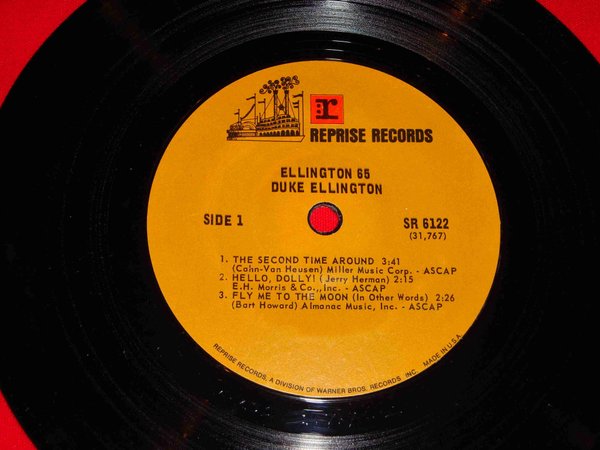 r
REPRISE RECORDS
ELLINGTON 65
DUKE ELLINGTON
SIDE 1
SR 6122
(31,767)
1. THE SECOND TIME AROUND 3:41
(Cahn-Van Heusen) Miller Music Corp. - ASCAP
2. HELLO, DOLLY! (Jerry Herman) 2:15
E.H. Morris & Co., Inc. - ASCAP
3. FLY ME TO THE MOON (In Other Words) 2:26
(Bart Howard) Almanac Music, Inc. - ASCAP
REPRISE RECORDS, A DIVISION OF WARNER BROS. RECORDS INC. MADE IN U.S.A.